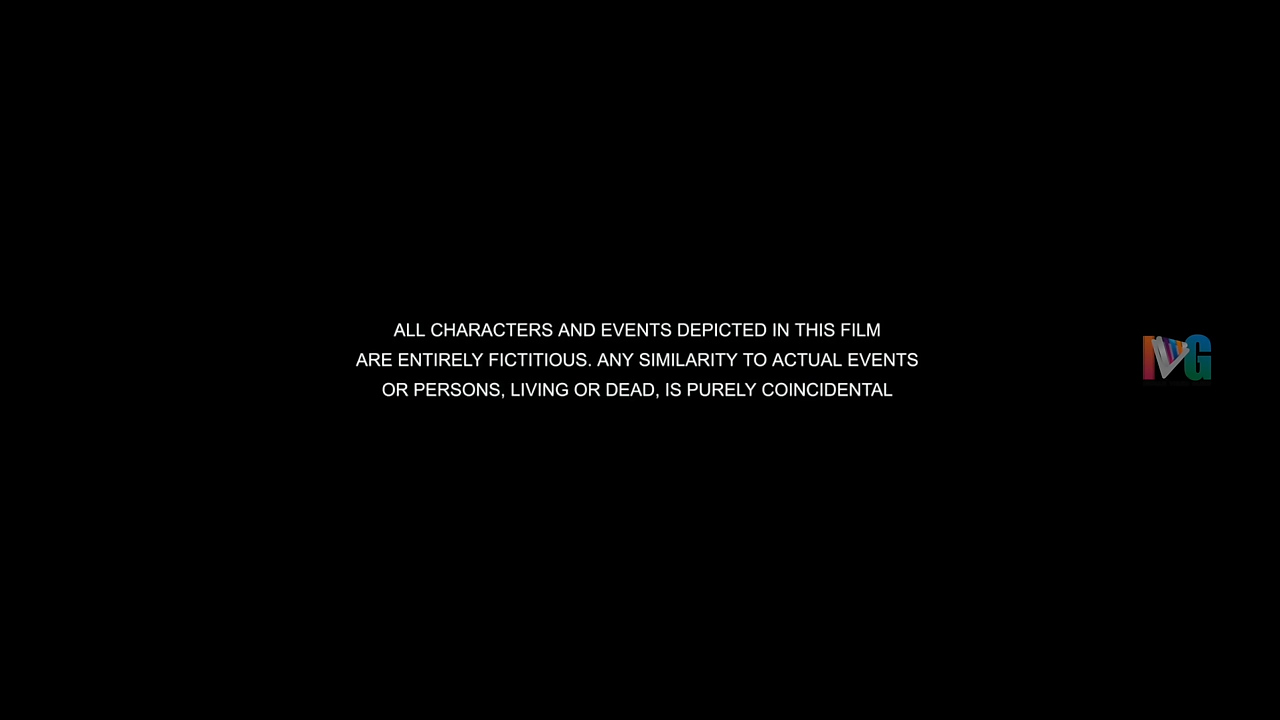 ALL CHARACTERS AND EVENTS DEPICTED IN THIS FILM
ARE ENTIRELY FICTITIOUS. ANY SIMILARITY TO ACTUAL EVENTS
OR PERSONS, LIVING OR DEAD, IS PURELY COINCIDENTAL